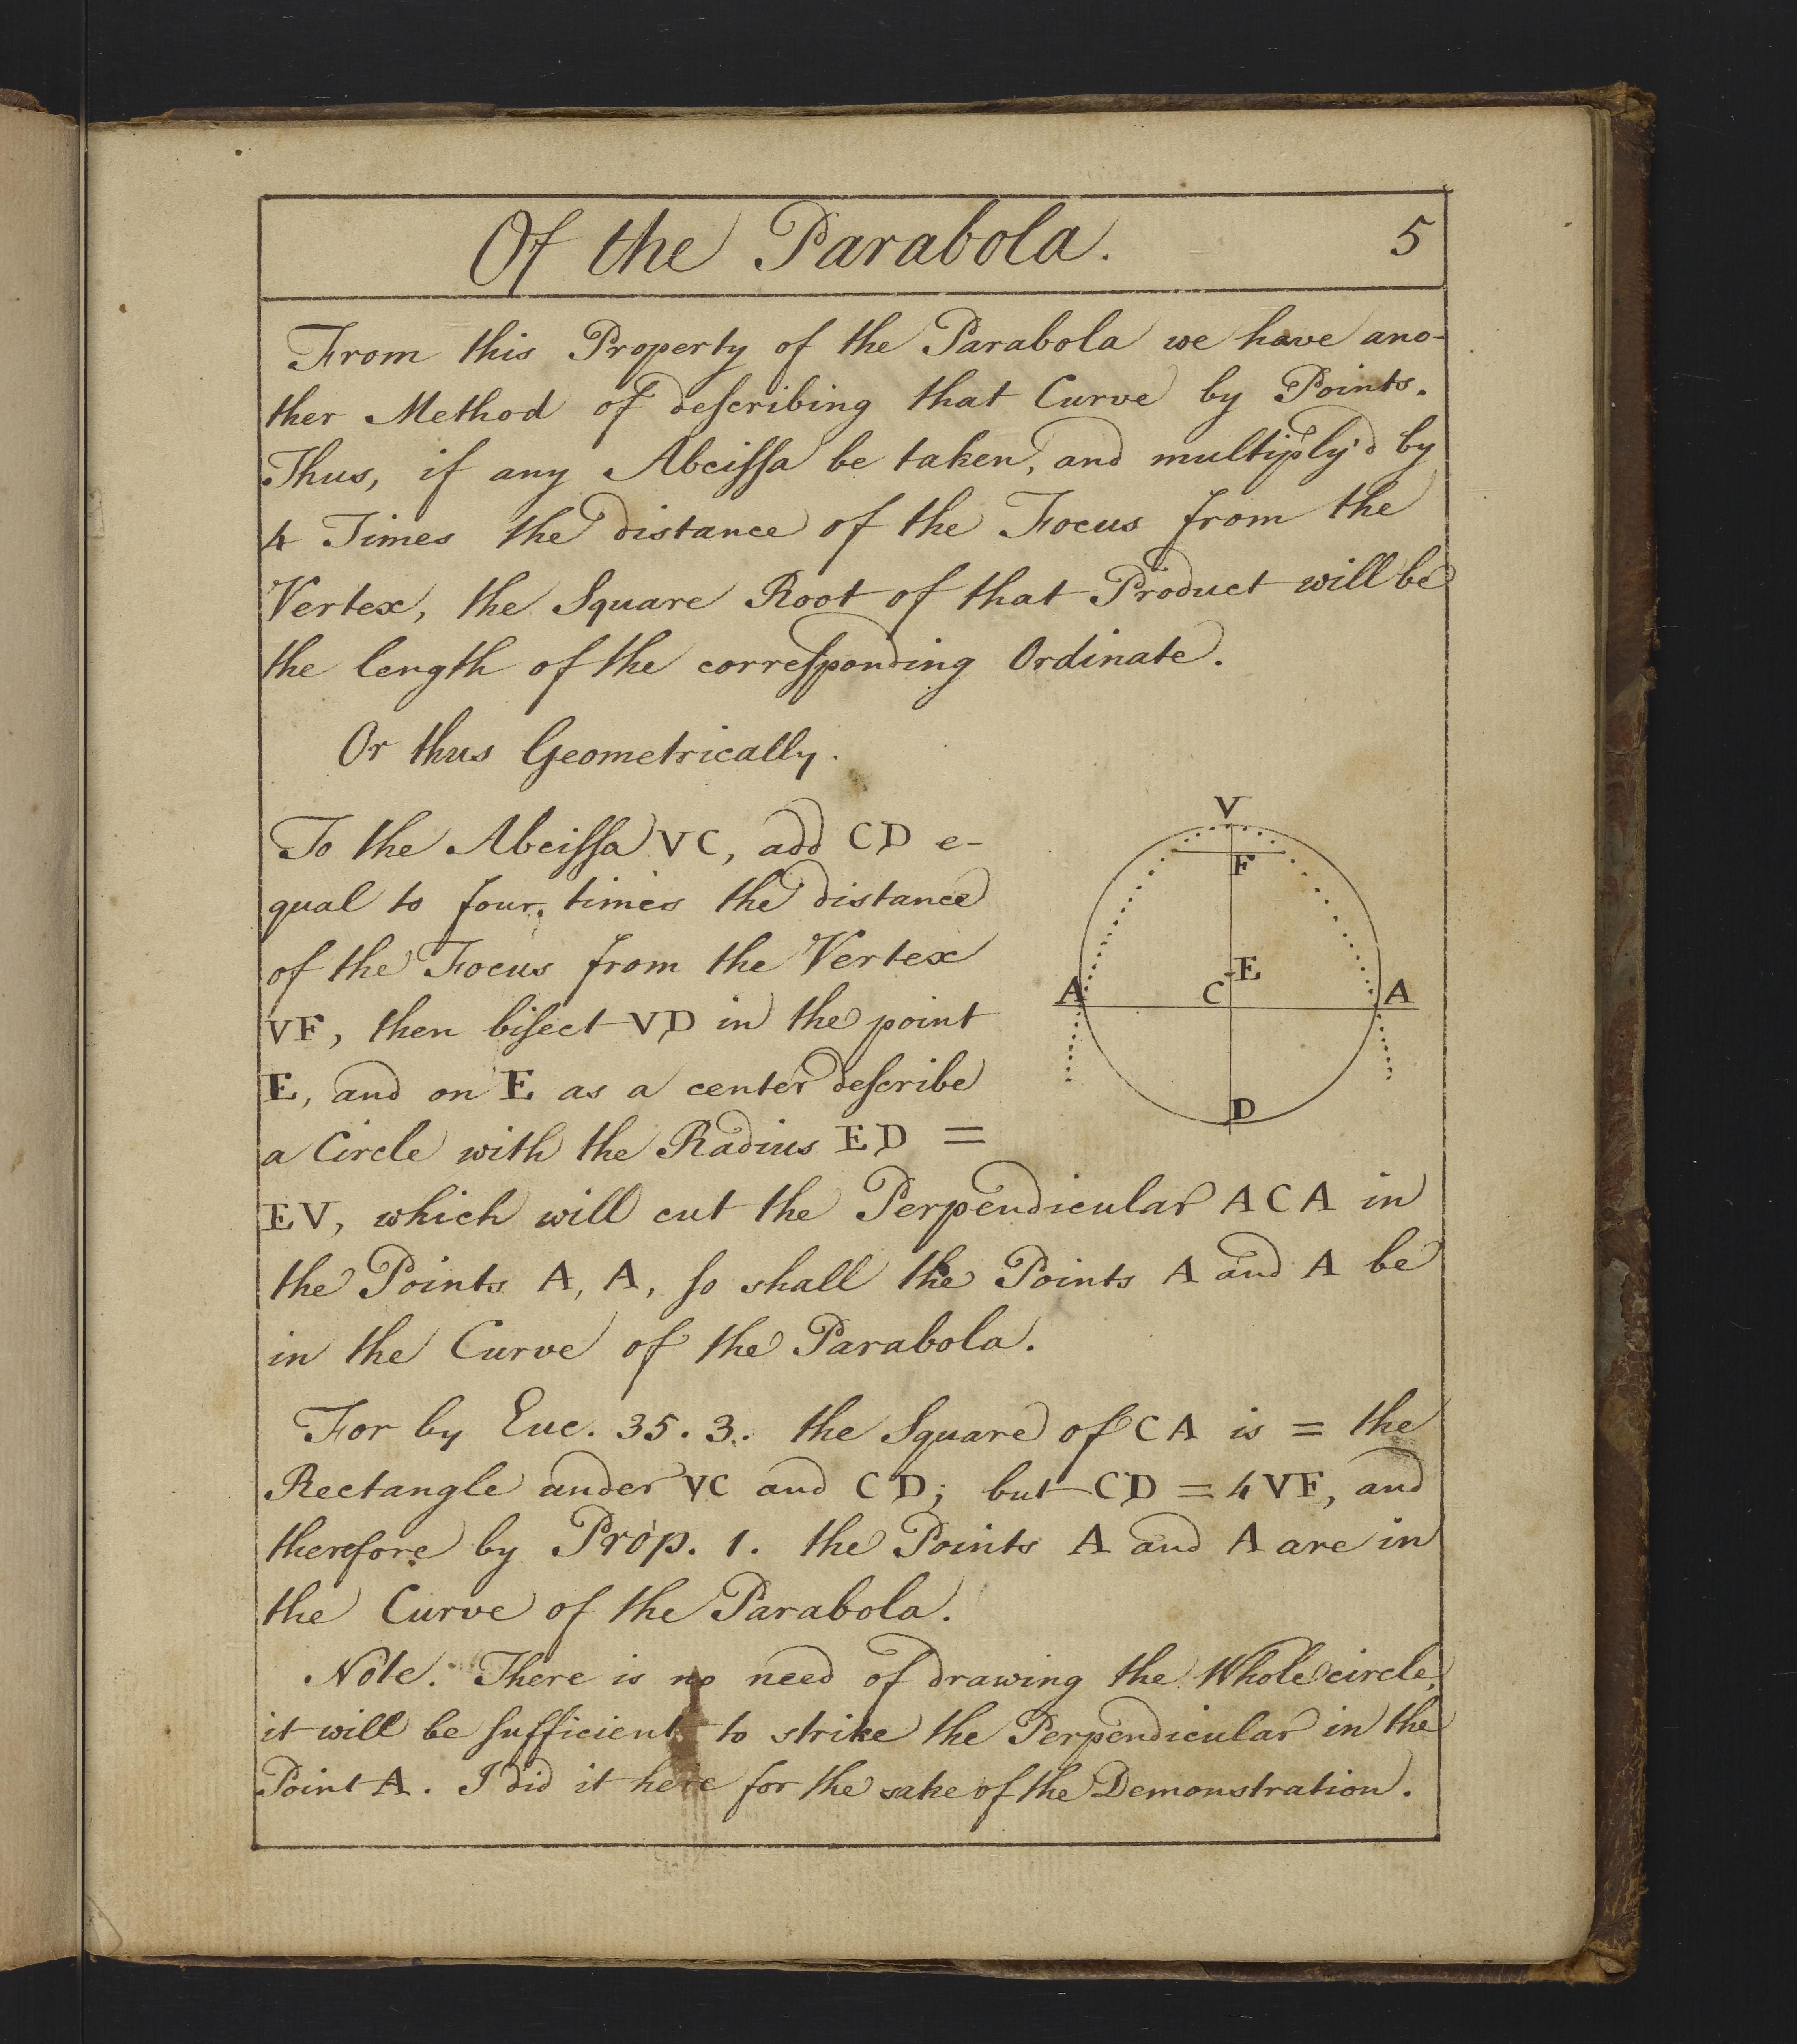 Of the Parabola. 5
From this Property of the Parabola we have ano-
ther Method of deſcribing that Curve by Points.
Thus, if any Abciſſa be taken, and multiply'd by
4 Times the distance of the Focus from the
Vertex, the Square Root of that Product will be
the length of the correſponding Ordinate.
Or thus Geometrically.
To the Abciſſa VC, add CD e-
qual to four times the distance
of the Focus from the Vertex
VF, then biſect VD in the point
E, and on E as a center deſcribe
a Circle with the Radius ED =
EV, which will cut the Perpendicular ACA in
the Points A, A, ſo shall the Points A and A be
in the Curve of the Parabola.
V
F
E
A C A
D
For by Euc. 35. 3. the Square of CA is = the
Rectangle under VC and CD; but CD = 4VF, and
therefore by Prop. 1. the Points A and A are in
the Curve of the Parabola.
Note. There is no need of drawing the Whole circle,
it will be ſufficient to strike the Perpendicular in the
Point A. I did it here for the sake of the Demonstration.